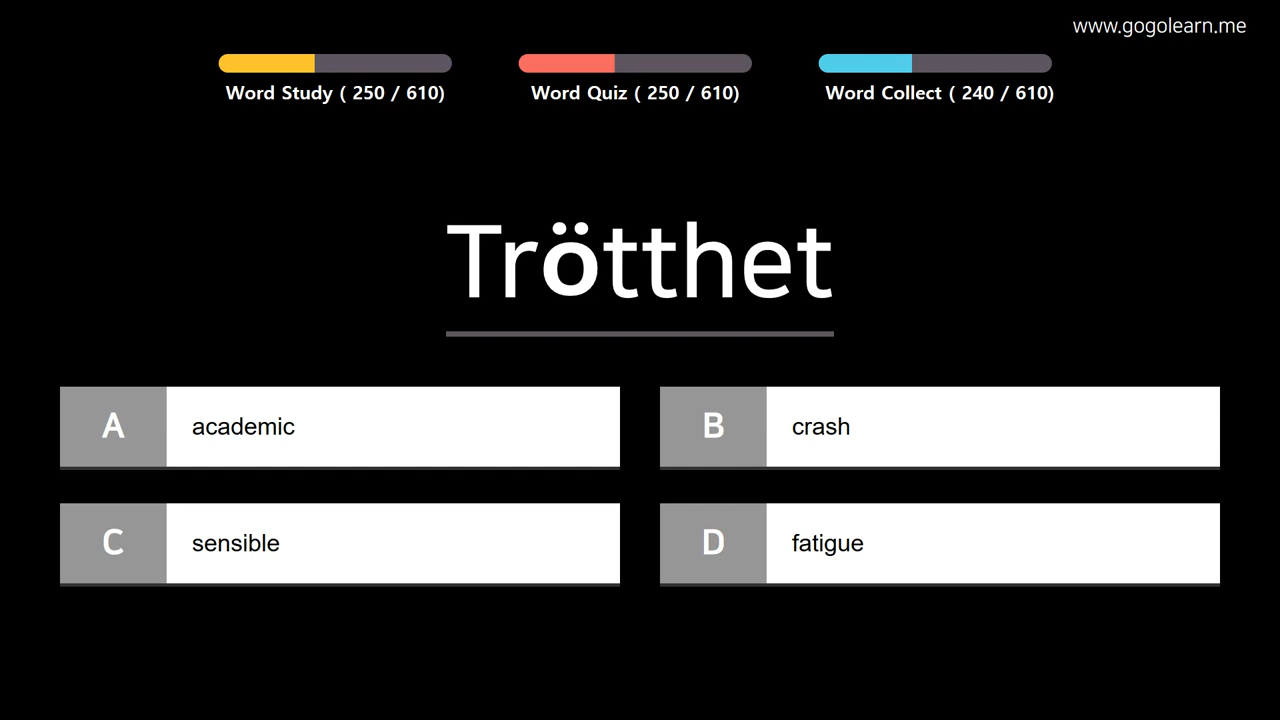 www.gogolearn.me
Word Study ( 250 / 610)
Word Quiz ( 250 / 610)
Word Collect ( 240 / 610)
Trötthet
A academic
B crash
C sensible
D fatigue